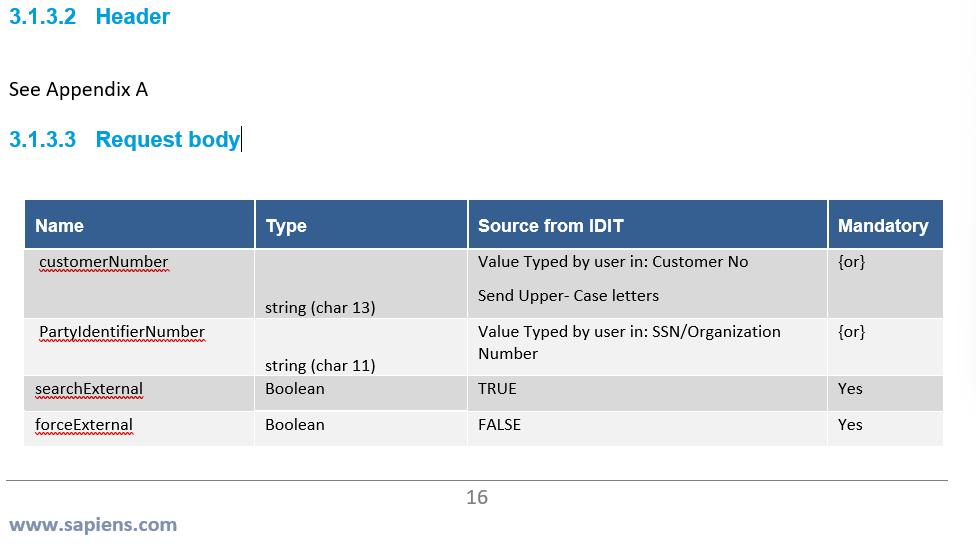 3.1.3.2 Header
See Appendix A
3.1.3.3 Request body
Name Type Source from IDIT Mandatory
customerNumber string (char 13) Value Typed by user in: Customer No {or}
Send Upper- Case letters
PartyIdentifierNumber string (char 11) Value Typed by user in: SSN/Organization {or}
Number
searchExternal Boolean TRUE Yes
forceExternal Boolean FALSE Yes
16
www.sapiens.com